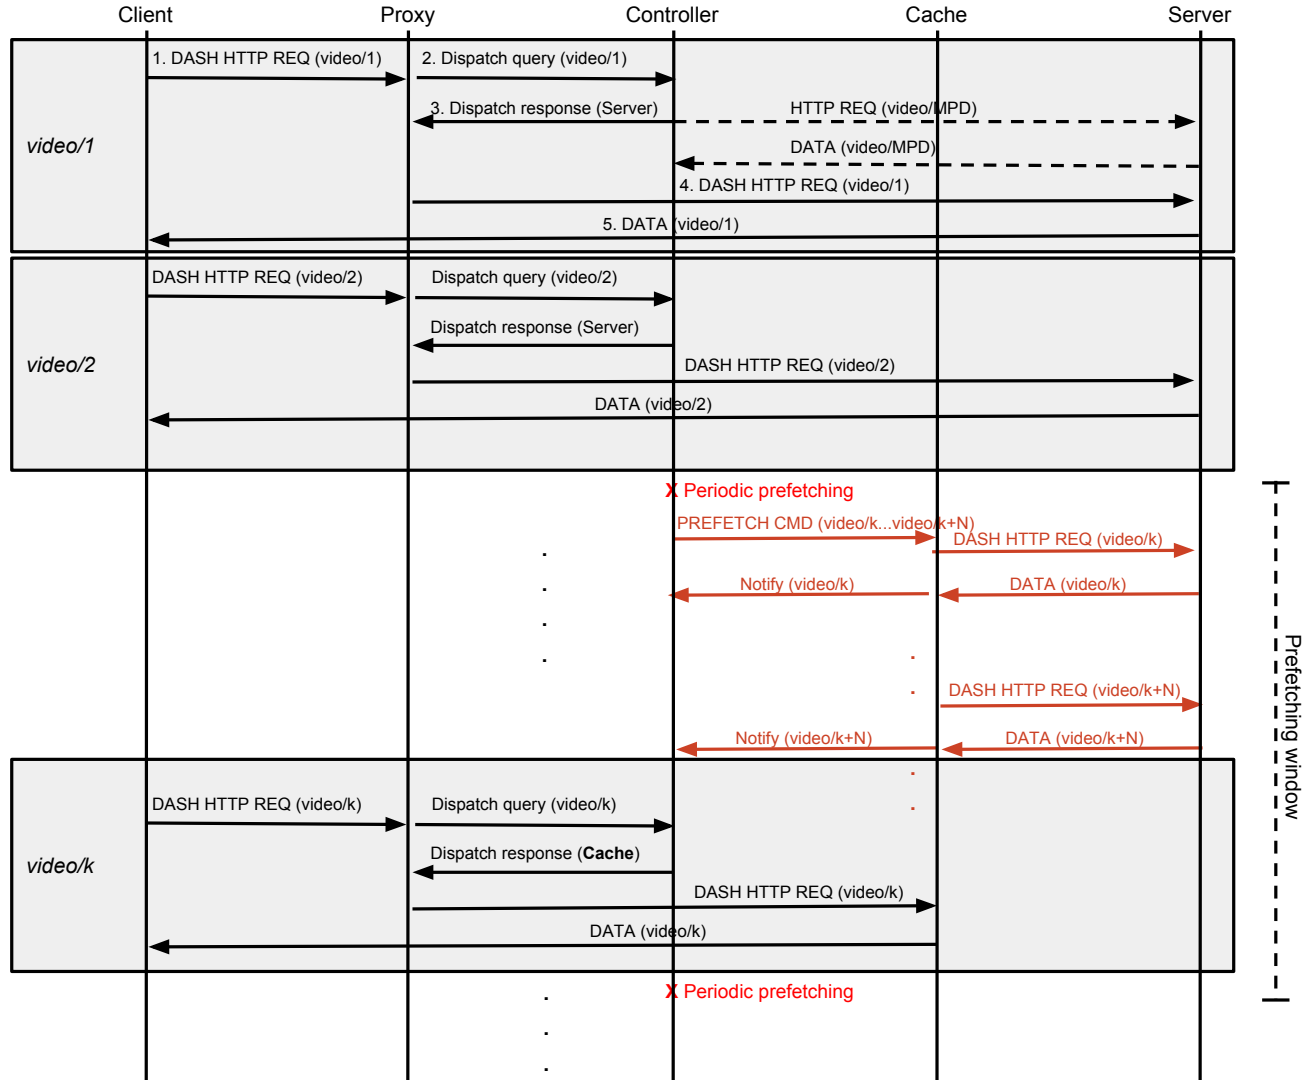 Client Proxy Controller Cache Server
1. DASH HTTP REQ (video/1)
2. Dispatch query (video/1)
3. Dispatch response (Server)
HTTP REQ (video/MPD)
video/1
DATA (video/MPD)
4. DASH HTTP REQ (video/1)
5. DATA (video/1)
DASH HTTP REQ (video/2)
Dispatch query (video/2)
Dispatch response (Server)
video/2
DASH HTTP REQ (video/2)
DATA (video/2)
X Periodic prefetching
PREFETCH CMD (video/k...video/k+N)
DASH HTTP REQ (video/k)
Notify (video/k)
DATA (video/k)
Prefetching window
DASH HTTP REQ (video/k+N)
Notify (video/k+N)
DATA (video/k+N)
DASH HTTP REQ (video/k)
Dispatch query (video/k)
Dispatch response (Cache)
video/k
DASH HTTP REQ (video/k)
DATA (video/k)
X Periodic prefetching